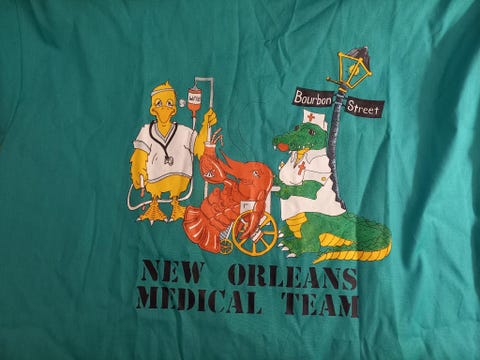 Bourbon
Street
NEW ORLEANS
MEDICAL TEAM